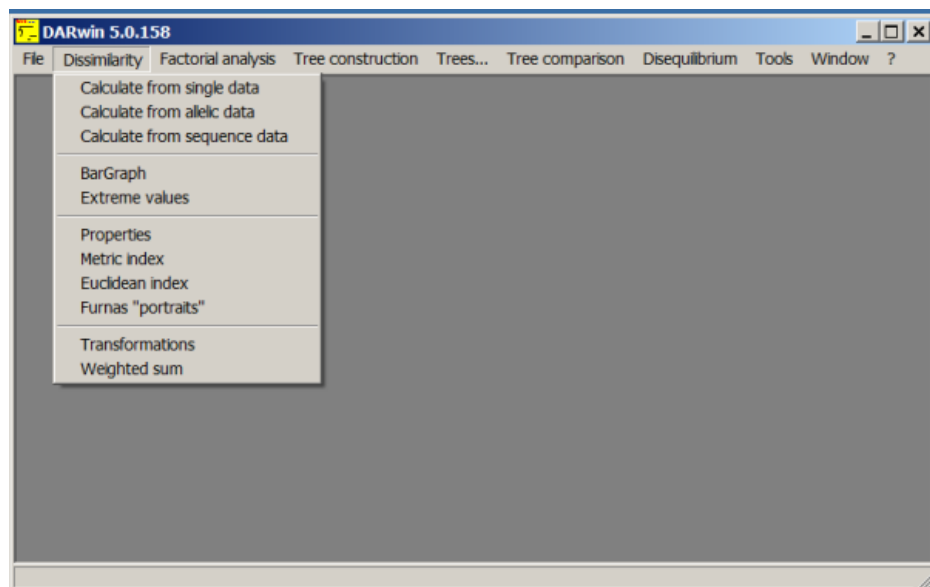 DARwin 5.0.158
File Dissimilarity Factorial analysis Tree construction Trees... Tree comparison Disequilibrium Tools Window ?
Calculate from single data
Calculate from allelic data
Calculate from sequence data
BarGraph
Extreme values
Properties
Metric index
Euclidean index
Furnas "portraits"
Transformations
Weighted sum